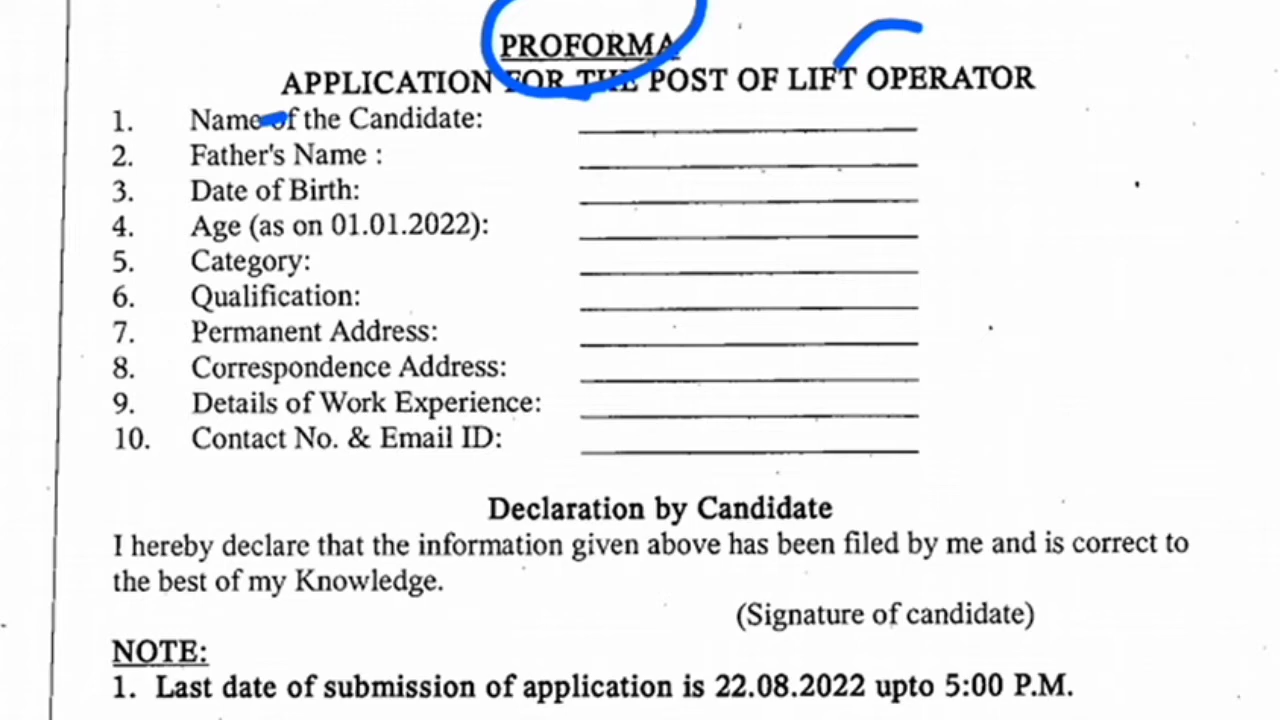 PROFORMA
APPLICATION FOR THE POST OF LIFT OPERATOR
1. Name of the Candidate:
2. Father's Name :
3. Date of Birth:
4. Age (as on 01.01.2022):
5. Category:
6. Qualification:
7. Permanent Address:
8. Correspondence Address:
9. Details of Work Experience:
10. Contact No. & Email ID:
Declaration by Candidate
I hereby declare that the information given above has been filed by me and is correct to
the best of my Knowledge.
(Signature of candidate)
NOTE:
1. Last date of submission of application is 22.08.2022 upto 5:00 P.M.